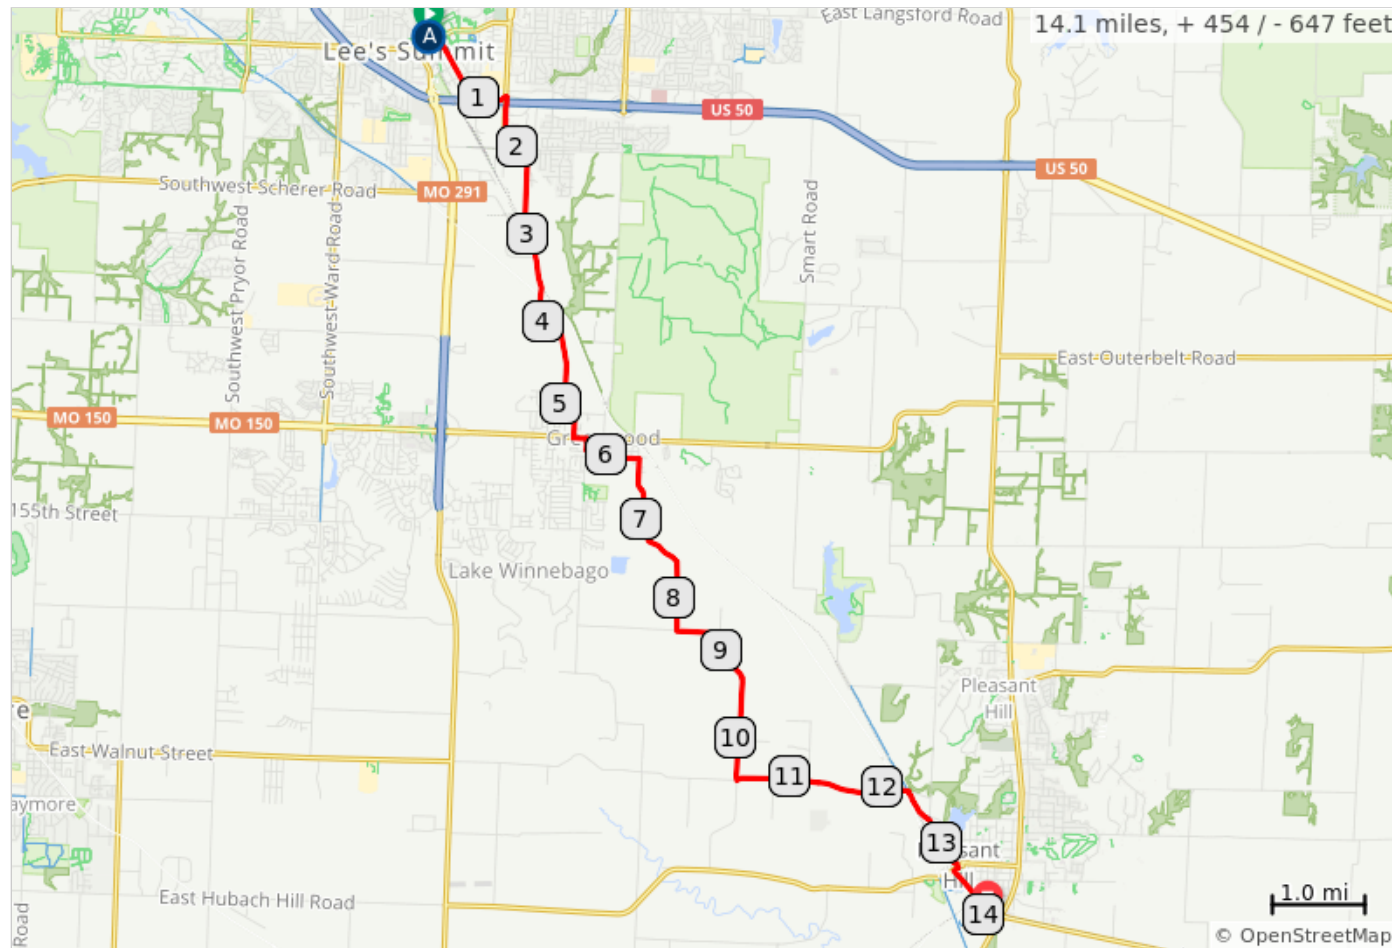 East Langsford Road
14.1 miles, + 454 / - 647 feet
A
Lee's Summit
1
US 50
2
US 50
Southwest Scherer Road
MO 291
Southwest Pryor Road
Southwest Ward Road
Smart Road
3
4
East Outerbelt Road
5
MO 150
MO 150
6
155th Street
7
Lake Winnebago
8
9
Pleasant
Hill
10
East Walnut Street
11
12
13
Hill
East Hubach Hill Road
14
1.0 mi
Road
© OpenStreetMap